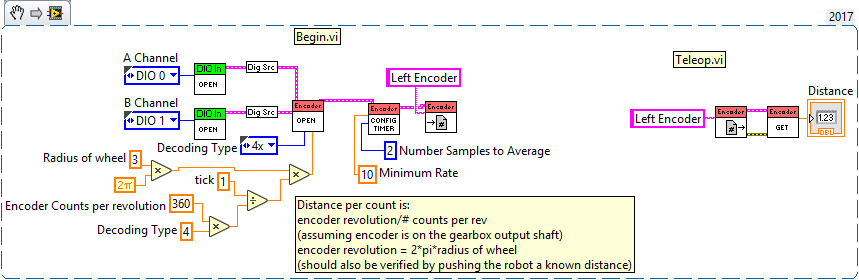 2017
Begin.vi
Teleop.vi
A Channel
DIO 0
DIO In
OPEN
Dig Src
B Channel
DIO 1
DIO In
OPEN
Dig Src
Encoder
OPEN
Decoding Type
4x
Encoder
CONFIG
TIMER
Left Encoder
Encoder
#
2
Number Samples to Average
10
Minimum Rate
Left Encoder
Encoder
#
Encoder
GET
Distance
1.23
DBL
Radius of wheel
3
2π
×
tick
1
÷
×
Encoder Counts per revolution
360
Decoding Type
4
×
Distance per count is:
encoder revolution/# counts per rev
(assuming encoder is on the gearbox output shaft)
encoder revolution = 2*pi*radius of wheel
(should also be verified by pushing the robot a known distance)